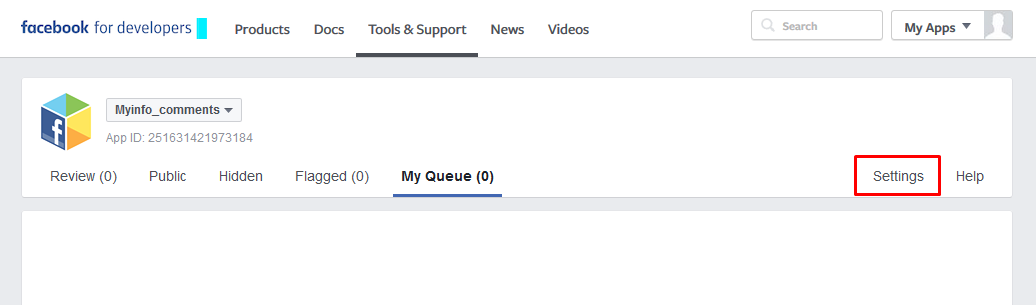 facebook for developers Products Docs Tools & Support News Videos Search My Apps
Myinfo_comments
App ID: 251631421973184
Review (0) Public Hidden Flagged (0) My Queue (0) Settings Help